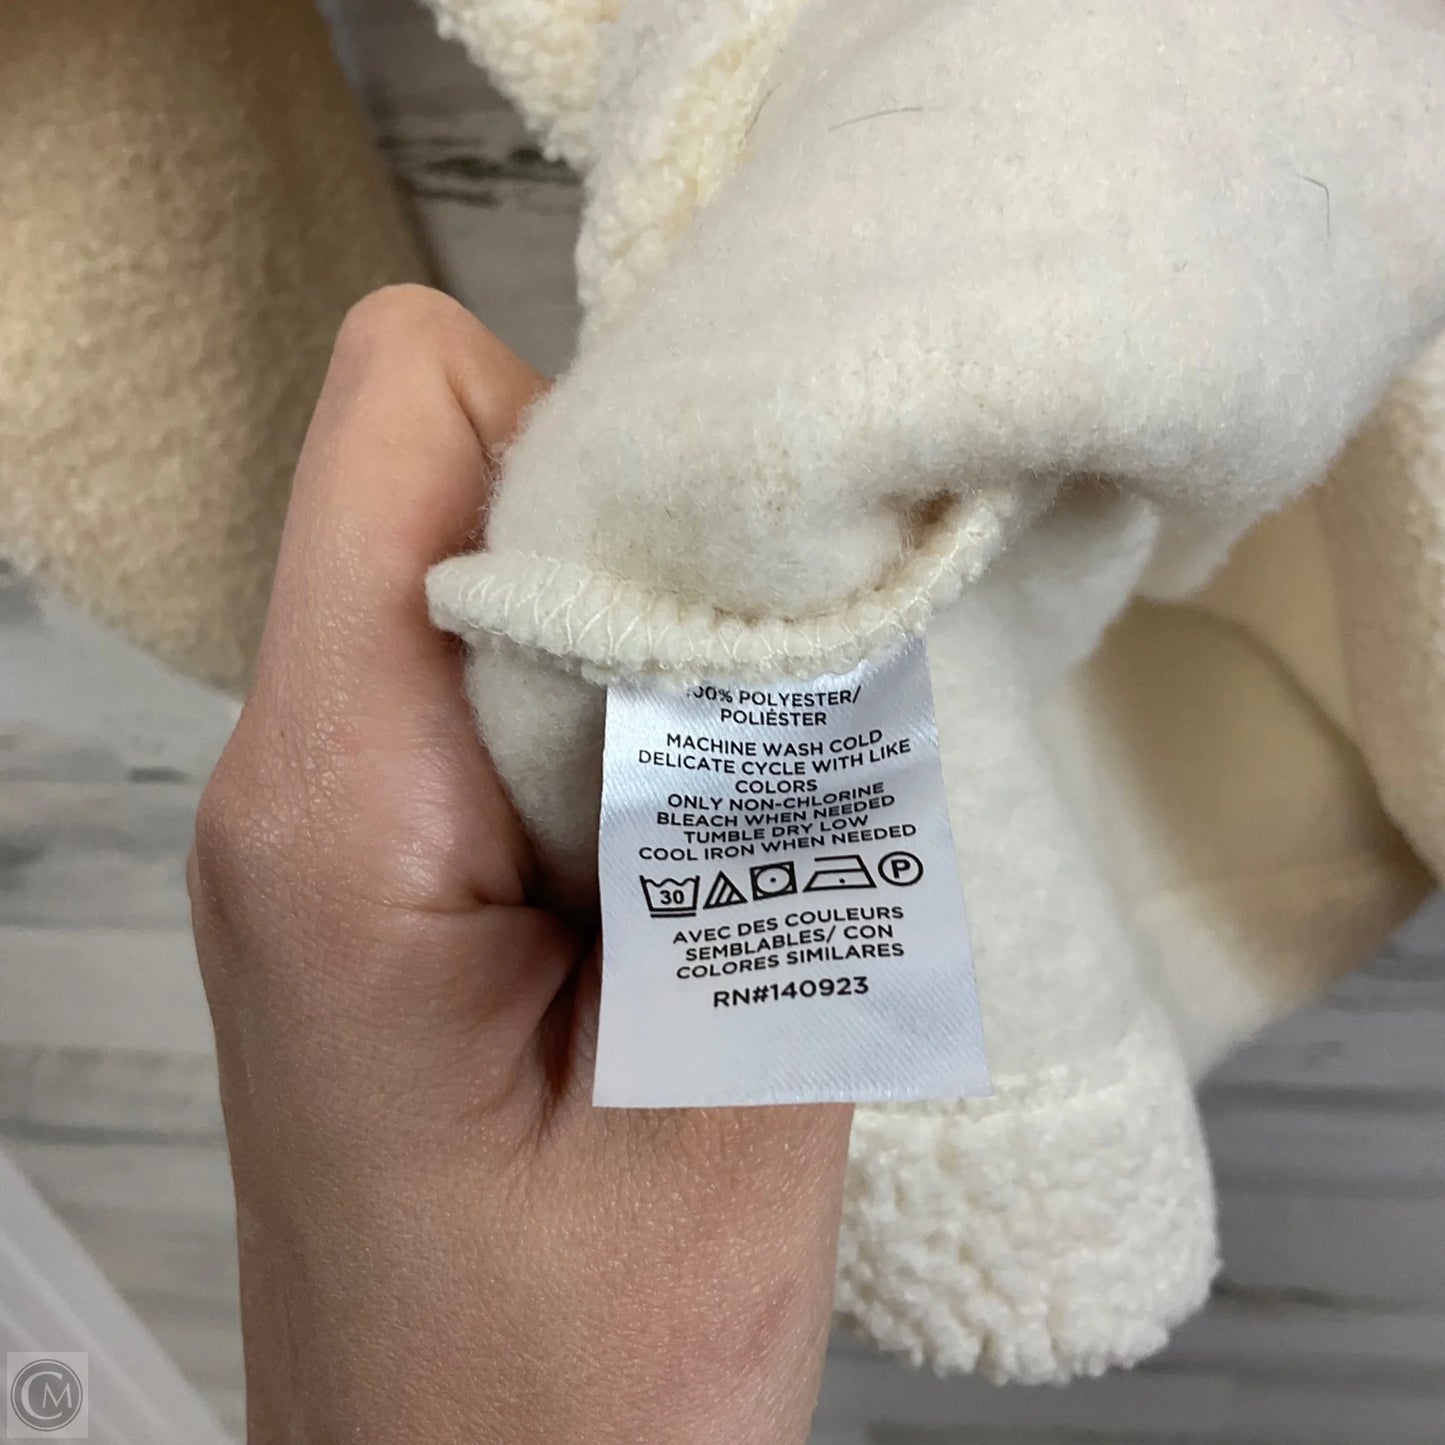 100% POLYESTER/
POLIÉSTER
MACHINE WASH COLD
DELICATE CYCLE WITH LIKE
COLORS
ONLY NON-CHLORINE
BLEACH WHEN NEEDED
TUMBLE DRY LOW
COOL IRON WHEN NEEDED
30 P
AVEC DES COULEURS
SEMBLABLES/ CON
COLORES SIMILARES
RN#140923
CM